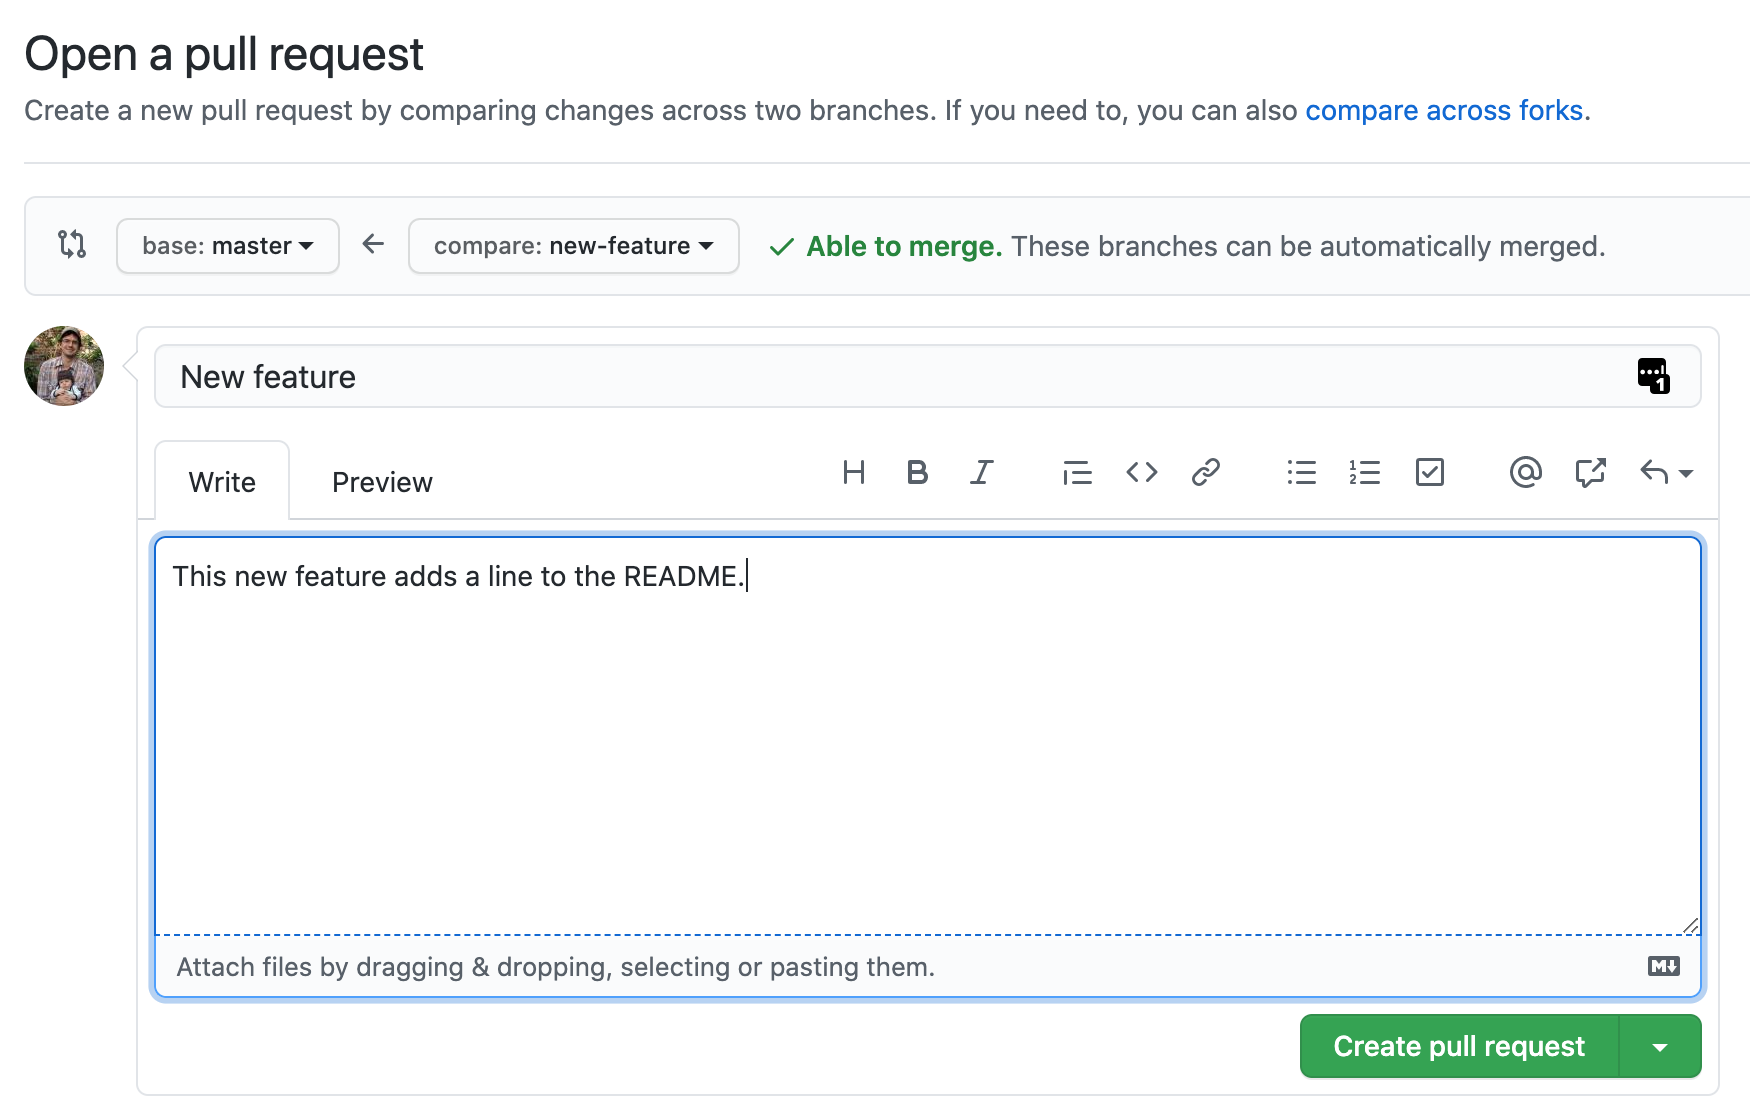 Open a pull request
Create a new pull request by comparing changes across two branches. If you need to, you can also compare across forks.
base: master compare: new-feature Able to merge. These branches can be automatically merged.
New feature
1
Write Preview H B I
This new feature adds a line to the README.
Attach files by dragging & dropping, selecting or pasting them. M
Create pull request